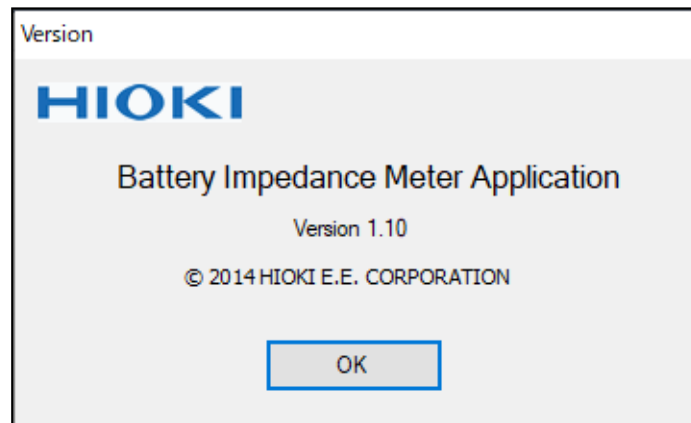 Version
HIOKI
Battery Impedance Meter Application
Version 1.10
© 2014 HIOKI E.E. CORPORATION
OK